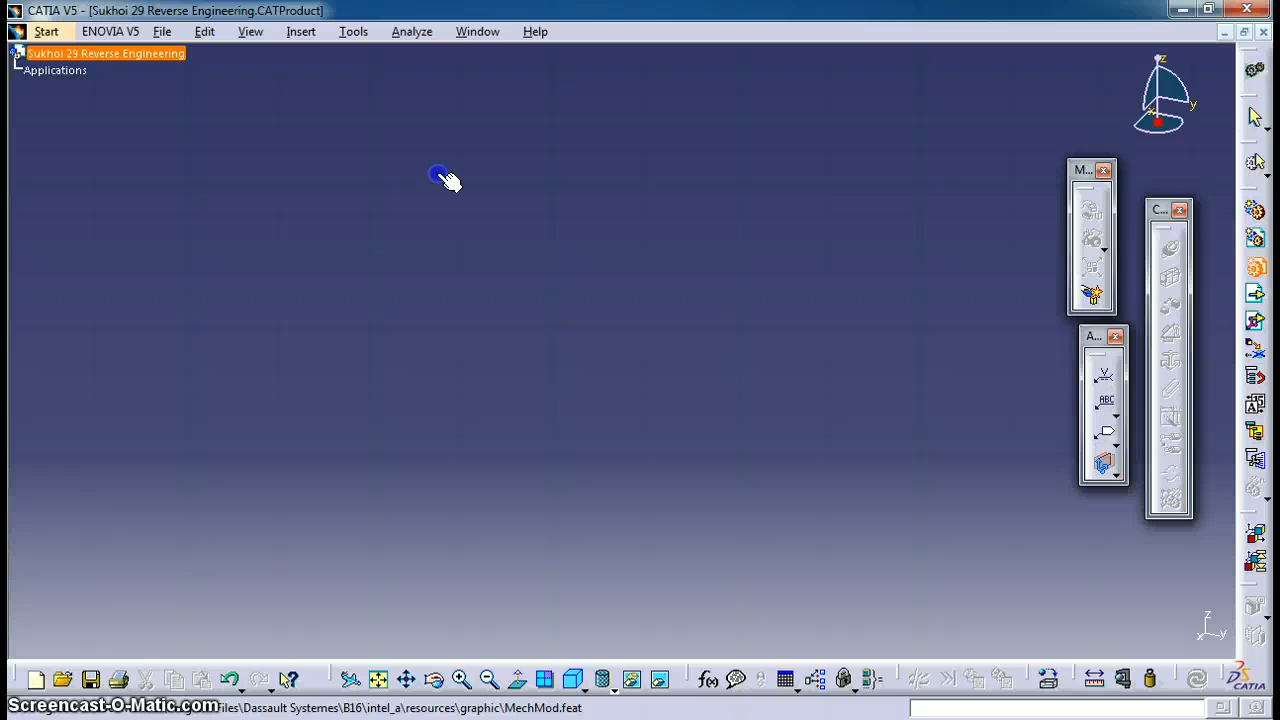 CATIA V5 - [Sukhoi 29 Reverse Engineering.CATProduct]
Start ENOVIA V5 File Edit View Insert Tools Analyze Window Help
Sukhoi 29 Reverse Engineering
Applications
z
y
x
M...
C...
A...
ABC
z
x y
f(x)
CATIA
Screencast-O-Matic.com
Files\Dassault Systemes\B16\intel_a\resources\graphic\MechMod.feat